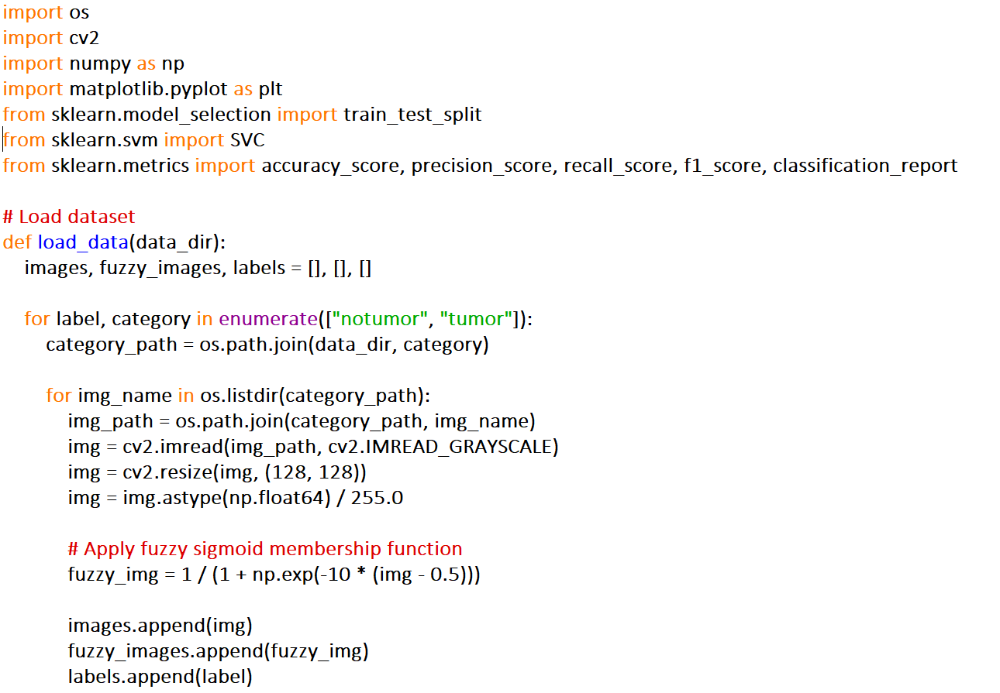 import os
import cv2
import numpy as np
import matplotlib.pyplot as plt
from sklearn.model_selection import train_test_split
from sklearn.svm import SVC
from sklearn.metrics import accuracy_score, precision_score, recall_score, f1_score, classification_report

# Load dataset
def load_data(data_dir):
    images, fuzzy_images, labels = [], [], []

    for label, category in enumerate(["notumor", "tumor"]):
        category_path = os.path.join(data_dir, category)

        for img_name in os.listdir(category_path):
            img_path = os.path.join(category_path, img_name)
            img = cv2.imread(img_path, cv2.IMREAD_GRAYSCALE)
            img = cv2.resize(img, (128, 128))
            img = img.astype(np.float64) / 255.0

            # Apply fuzzy sigmoid membership function
            fuzzy_img = 1 / (1 + np.exp(-10 * (img - 0.5)))

            images.append(img)
            fuzzy_images.append(fuzzy_img)
            labels.append(label)